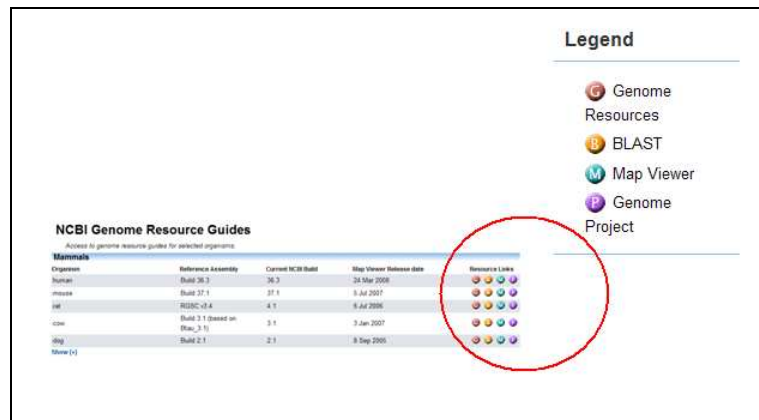 Legend
G Genome
Resources
B BLAST
M Map Viewer
P Genome
Project
NCBI Genome Resource Guides
Access to genome resource guides for selected organisms.
Mammals
Organism Reference Assembly Current NCBI Build Map Viewer Release date Resource Links
human Build 36.3 36.3 24 Mar 2008 G B M P
mouse Build 37.1 37.1 5 Jul 2007 G B M P
rat RGSC v3.4 4.1 G B M P
cow Build 3.1 (based on
Btau_3.1) 3.1 3 Jan 2007 G B M P
dog Build 2.1 2.1 8 Sep 2005 G B M P
Show (+)